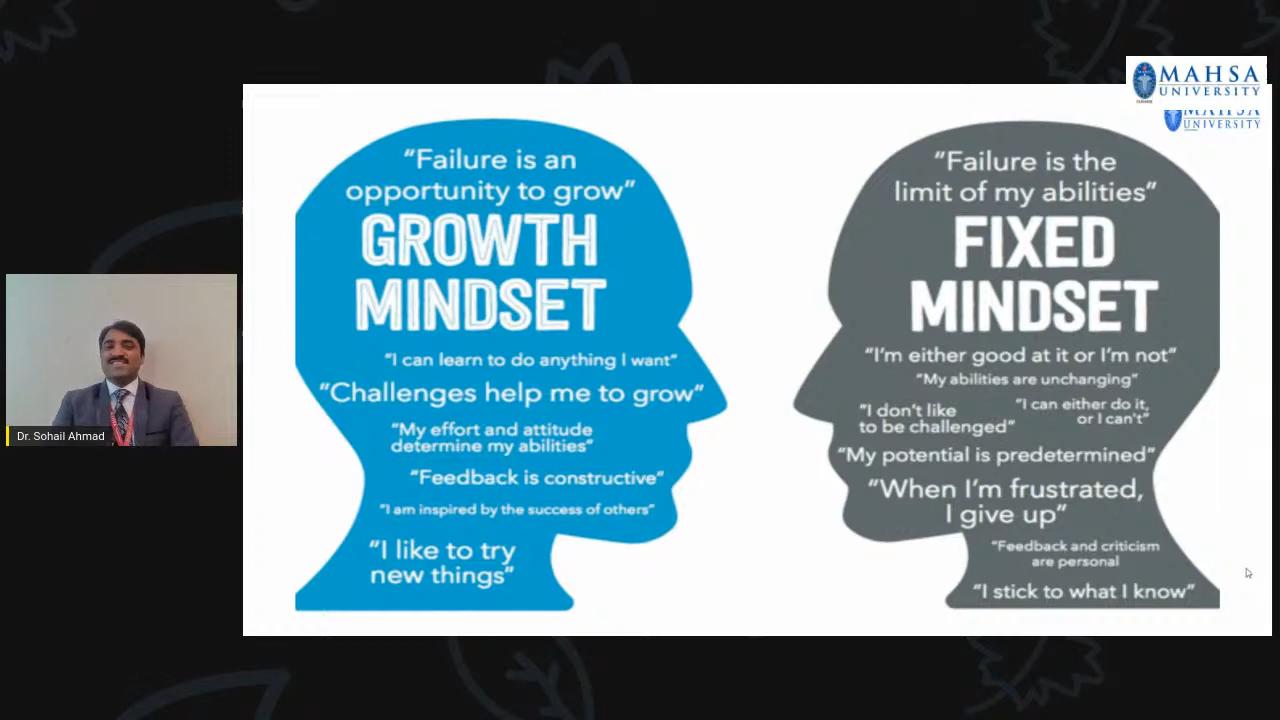 MAHSA
UNIVERSITY
MAHSA
UNIVERSITY
“Failure is an
opportunity to grow”
GROWTH
MINDSET
“I can learn to do anything I want”
“Challenges help me to grow”
“My effort and attitude
determine my abilities”
“Feedback is constructive”
“I am inspired by the success of others”
“I like to try
new things”
“Failure is the
limit of my abilities”
FIXED
MINDSET
“I’m either good at it or I’m not”
“My abilities are unchanging”
“I don’t like
to be challenged”
“I can either do it,
or I can’t”
“My potential is predetermined”
“When I’m frustrated,
I give up”
“Feedback and criticism
are personal
“I stick to what I know”
Dr. Sohail Ahmad